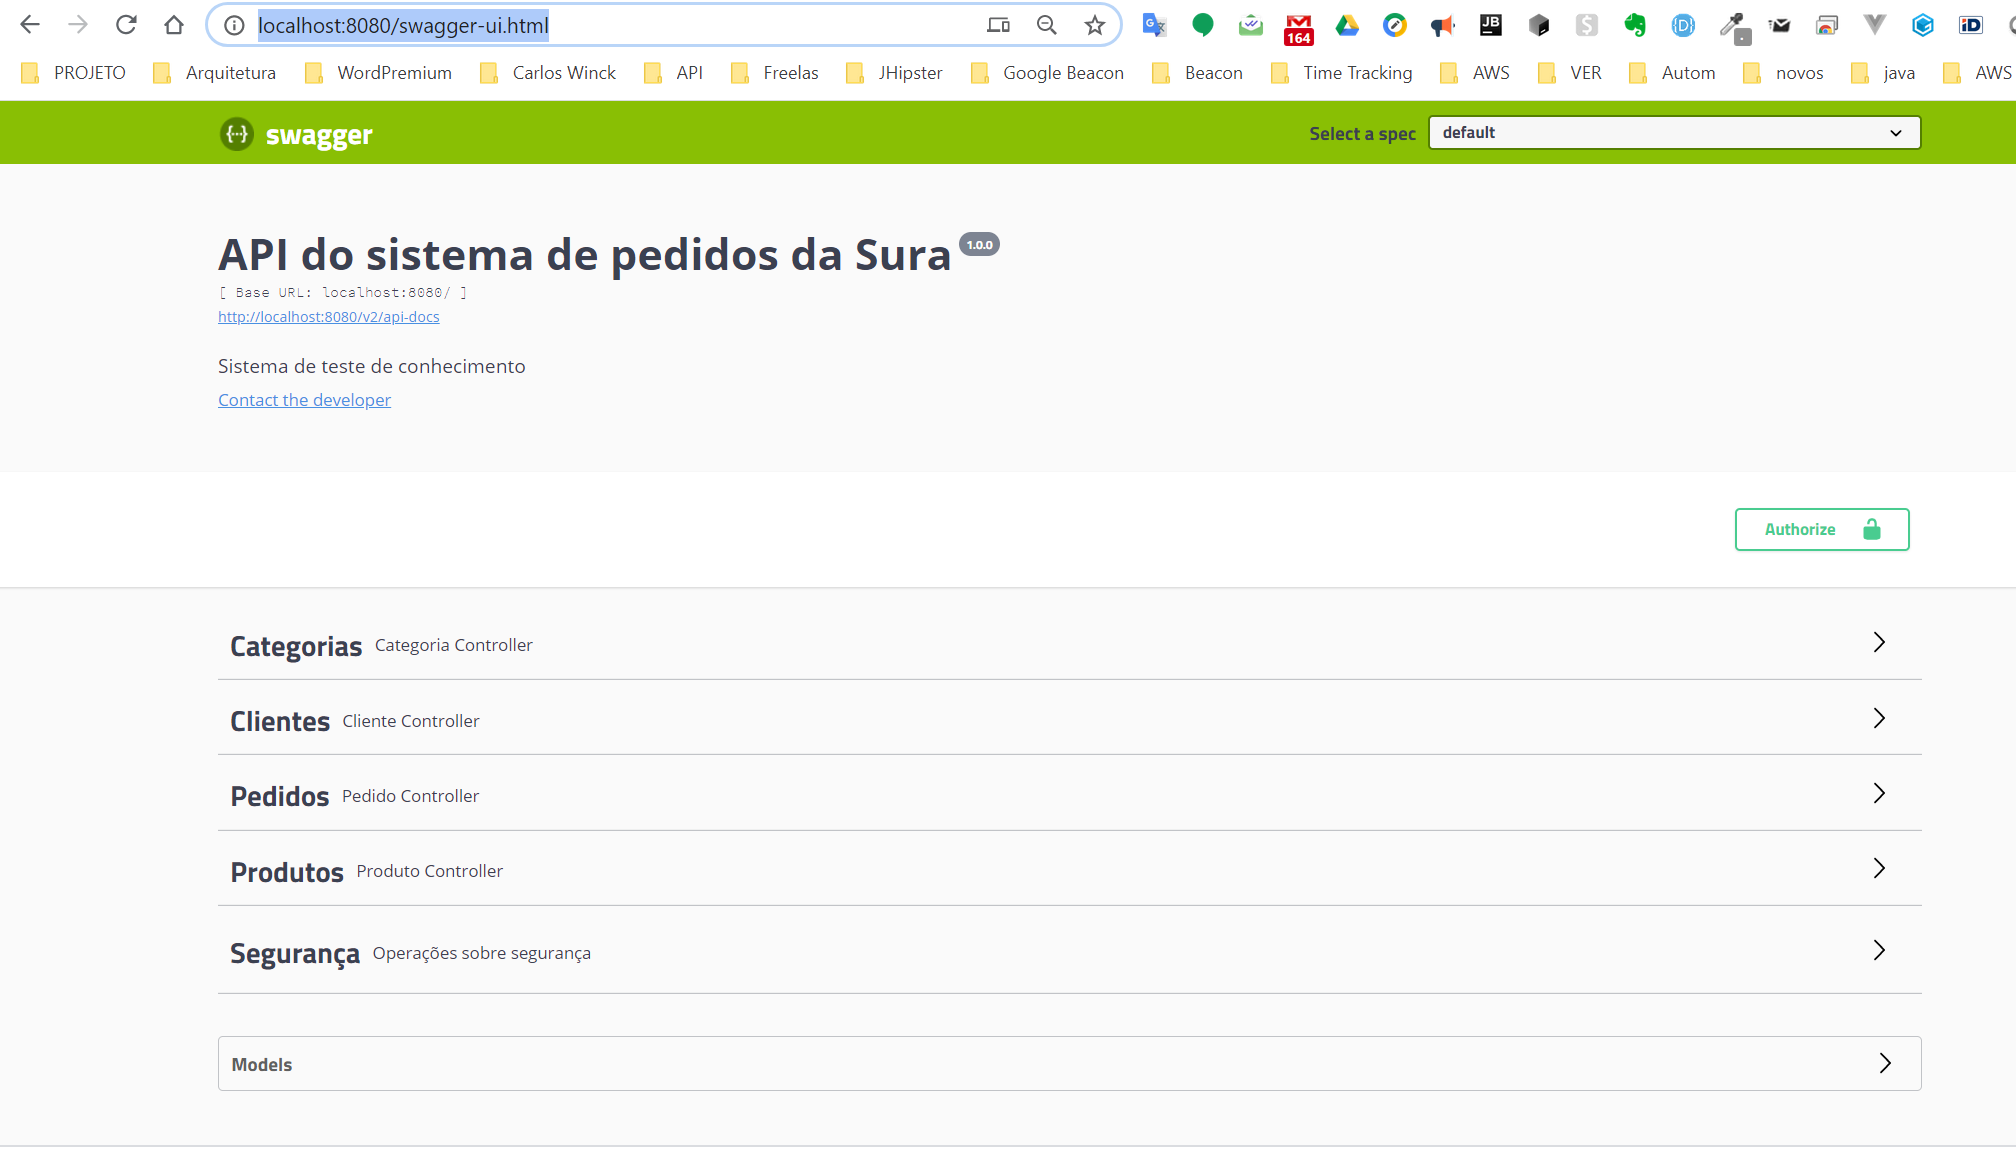 localhost:8080/swagger-ui.html
164
JB
iD
PROJETO Arquitetura WordPremium Carlos Winck API Freelas JHipster Google Beacon Beacon Time Tracking AWS VER Autom novos java AWS
swagger Select a spec default
API do sistema de pedidos da Sura 1.0.0
[ Base URL: localhost:8080/ ]
http://localhost:8080/v2/api-docs
Sistema de teste de conhecimento
Contact the developer
Authorize
Categorias Categoria Controller
Clientes Cliente Controller
Pedidos Pedido Controller
Produtos Produto Controller
Segurança Operações sobre segurança
Models